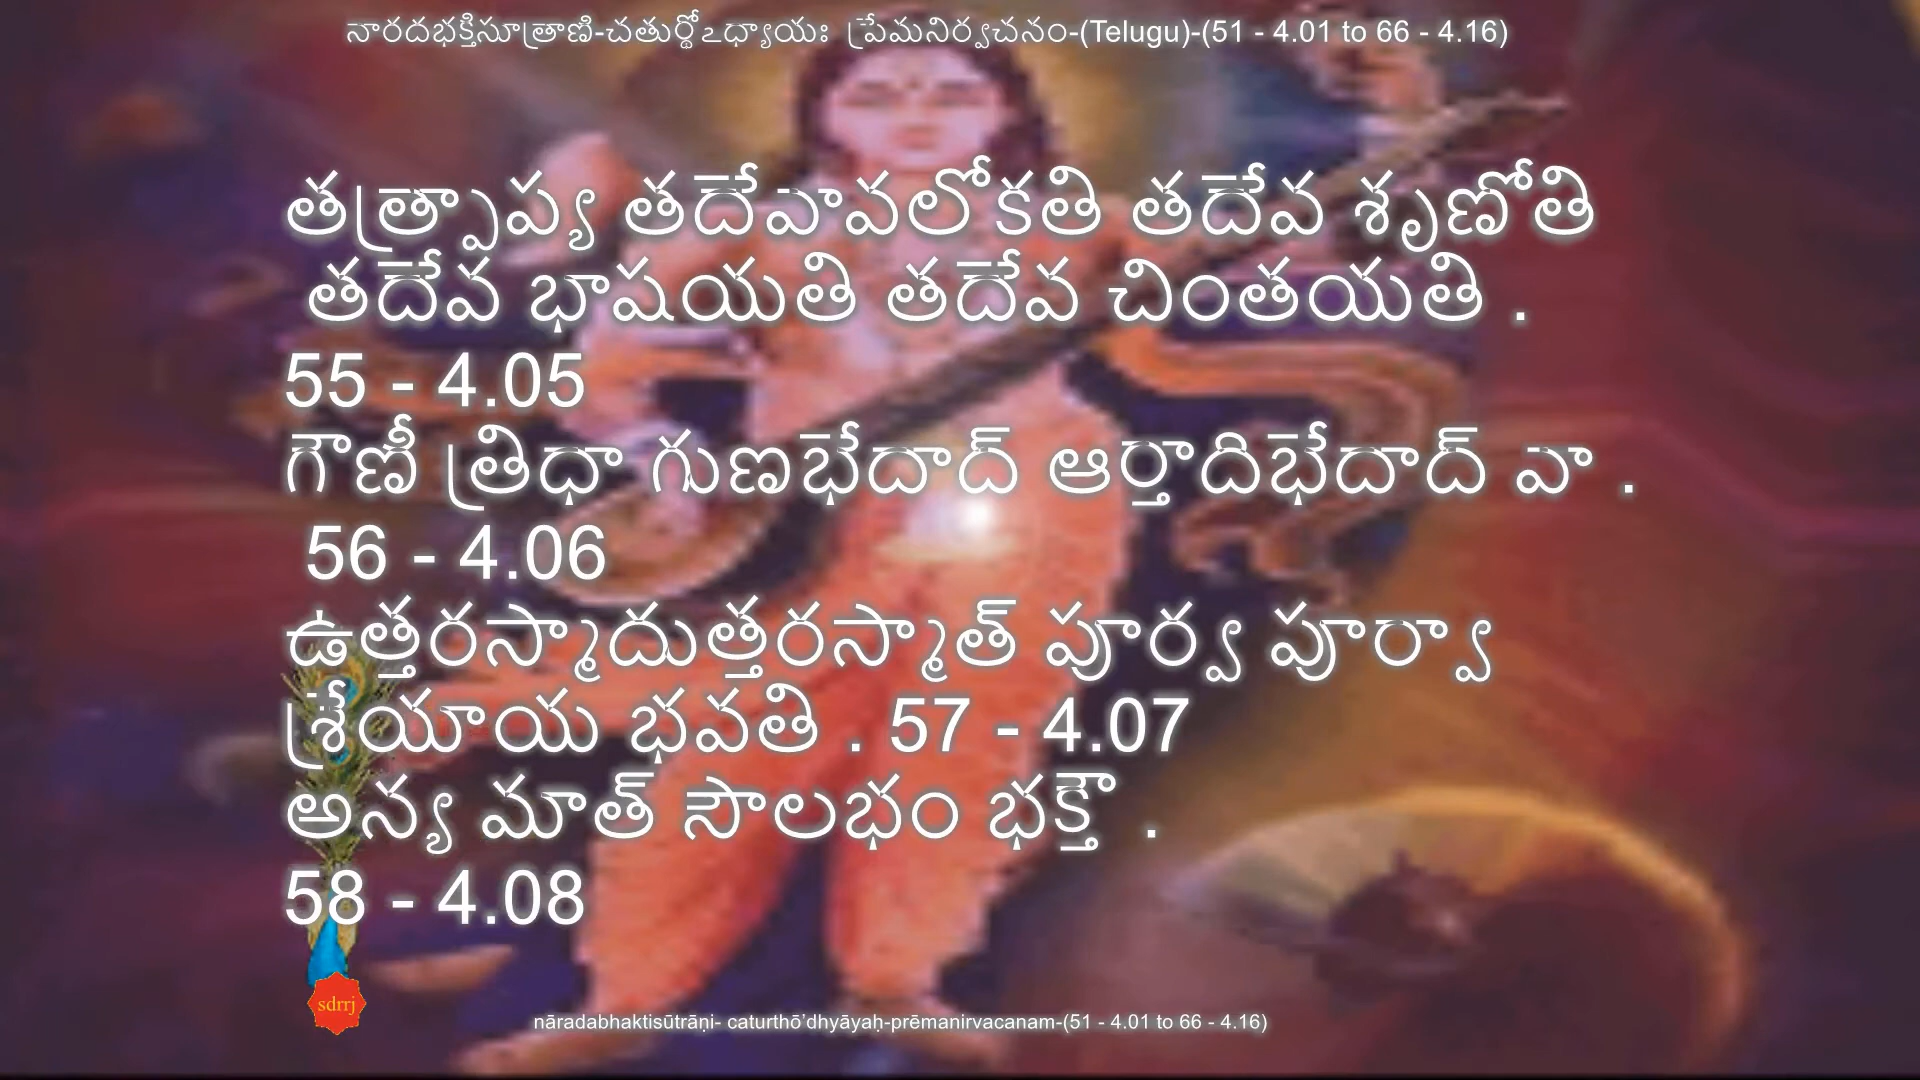 నారదభక్తిసూత్రాణి-చతుర్థోఽధ్యాయః ప్రేమనిర్వచనం-(Telugu)-(51 - 4.01 to 66 - 4.16)
తత్ప్రాప్య తదేవావలోకతి తదేవ శృణోతి
తదేవ భాషయతి తదేవ చింతయతి .
55 - 4.05
గౌణీ త్రిధా గుణభేదాద్ ఆర్తాదిభేదాద్ వా .
56 - 4.06
ఉత్తరస్మాదుత్తరస్మాత్ పూర్వ పూర్వా
శ్రేయాయ భవతి . 57 - 4.07
అన్య మాత్ సౌలభం భక్తౌ .
58 - 4.08
sdrrj
nāradabhaktisūtrāṇi- caturthō’dhyāyaḥ-prēmanirvacanam-(51 - 4.01 to 66 - 4.16)